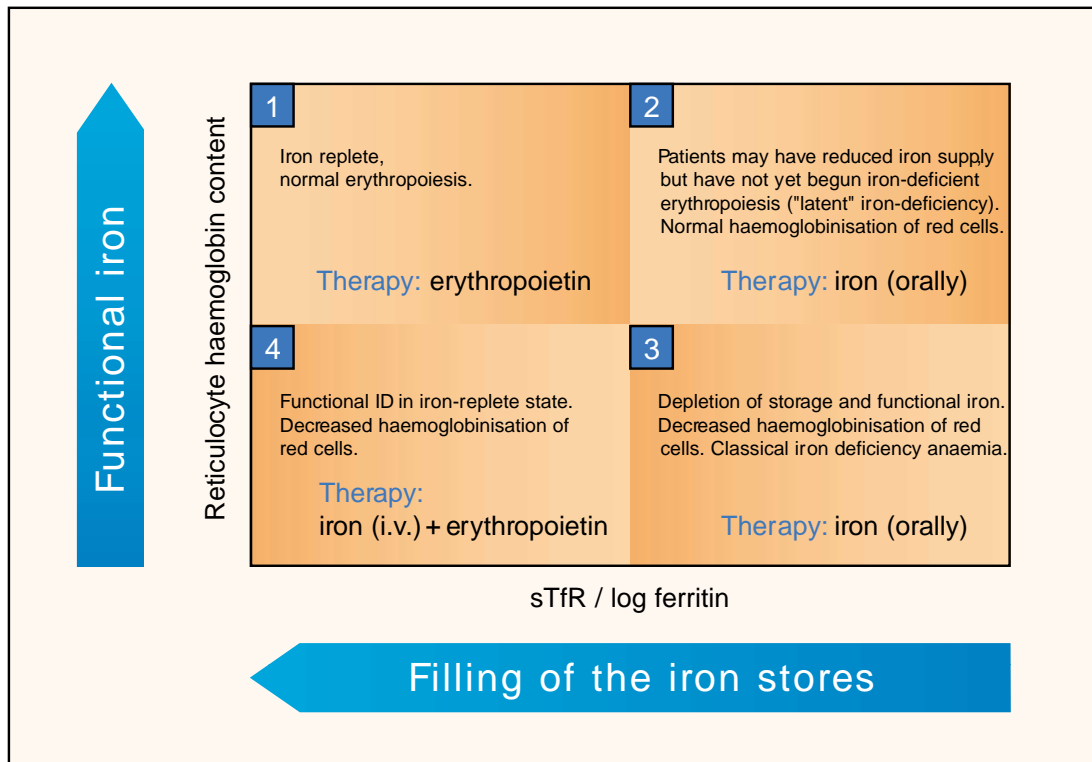 Functional iron
Reticulocyte haemoglobin content
1
Iron replete,
normal erythropoiesis.
Therapy: erythropoietin
2
Patients may have reduced iron supply,
but have not yet begun iron-deficient
erythropoiesis ("latent" iron-deficiency).
Normal haemoglobinisation of red cells.
Therapy: iron (orally)
4
Functional ID in iron-replete state.
Decreased haemoglobinisation of
red cells.
Therapy:
iron (i.v.) + erythropoietin
3
Depletion of storage and functional iron.
Decreased haemoglobinisation of red
cells. Classical iron deficiency anaemia.
Therapy: iron (orally)
sTfR / log ferritin
Filling of the iron stores